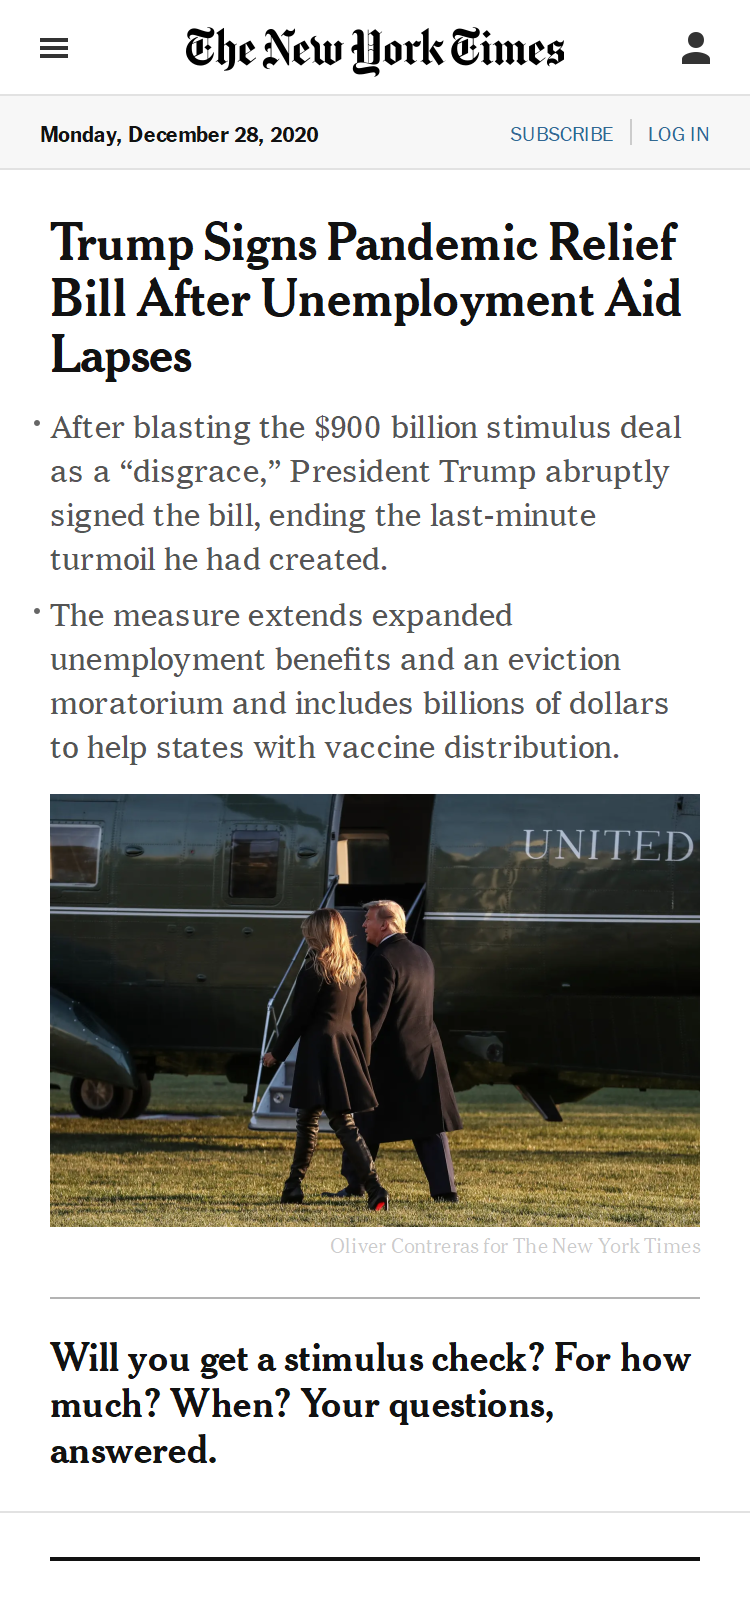 The New York Times
Monday, December 28, 2020
SUBSCRIBE
LOG IN
Trump Signs Pandemic Relief
Bill After Unemployment Aid
Lapses
• After blasting the $900 billion stimulus deal
as a “disgrace,” President Trump abruptly
signed the bill, ending the last-minute
turmoil he had created.
• The measure extends expanded
unemployment benefits and an eviction
moratorium and includes billions of dollars
to help states with vaccine distribution.
UNITED
Oliver Contreras for The New York Times
Will you get a stimulus check? For how
much? When? Your questions,
answered.